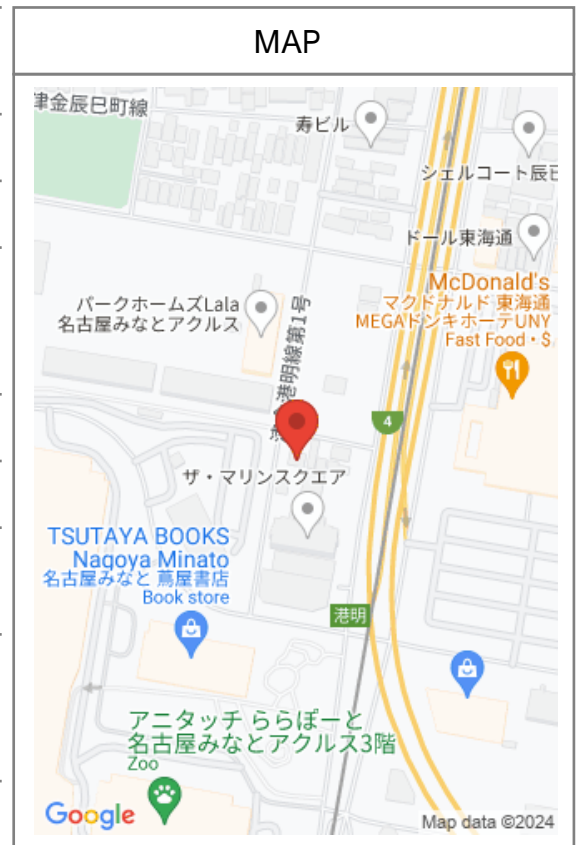 MAP
津金辰巳町線
寿ビル
シェルコート辰巳
ドール東海通
McDonald's
マクドナルド 東海通
MEGAドンキホーテUNY
Fast Food • $
パークホームズLala
名古屋みなとアクルス
港明線第1号
4
ザ・マリンスクエア
TSUTAYA BOOKS
Nagoya Minato
名古屋みなと 蔦屋書店
Book store
港明
アニタッチ ららぽーと
名古屋みなとアクルス3階
Zoo
Google
Map data ©2024